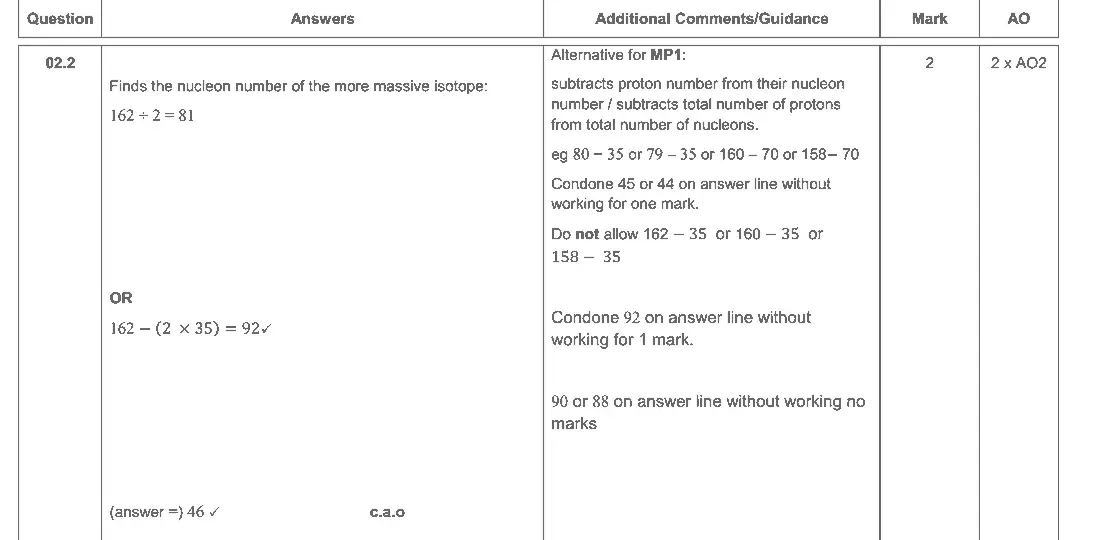 Question Answers Additional Comments/Guidance Mark AO
02.2 Alternative for MP1: 2 2 x AO2
Finds the nucleon number of the more massive isotope:
162 ÷ 2 = 81
subtracts proton number from their nucleon
number / subtracts total number of protons
from total number of nucleons.
eg 80 – 35 or 79 – 35 or 160 – 70 or 158– 70
Condone 45 or 44 on answer line without
working for one mark.
Do not allow 162 − 35 or 160 − 35 or
158 − 35
OR
162 − (2 × 35) = 92✓
Condone 92 on answer line without
working for 1 mark.
90 or 88 on answer line without working no
marks
(answer =) 46 ✓ c.a.o